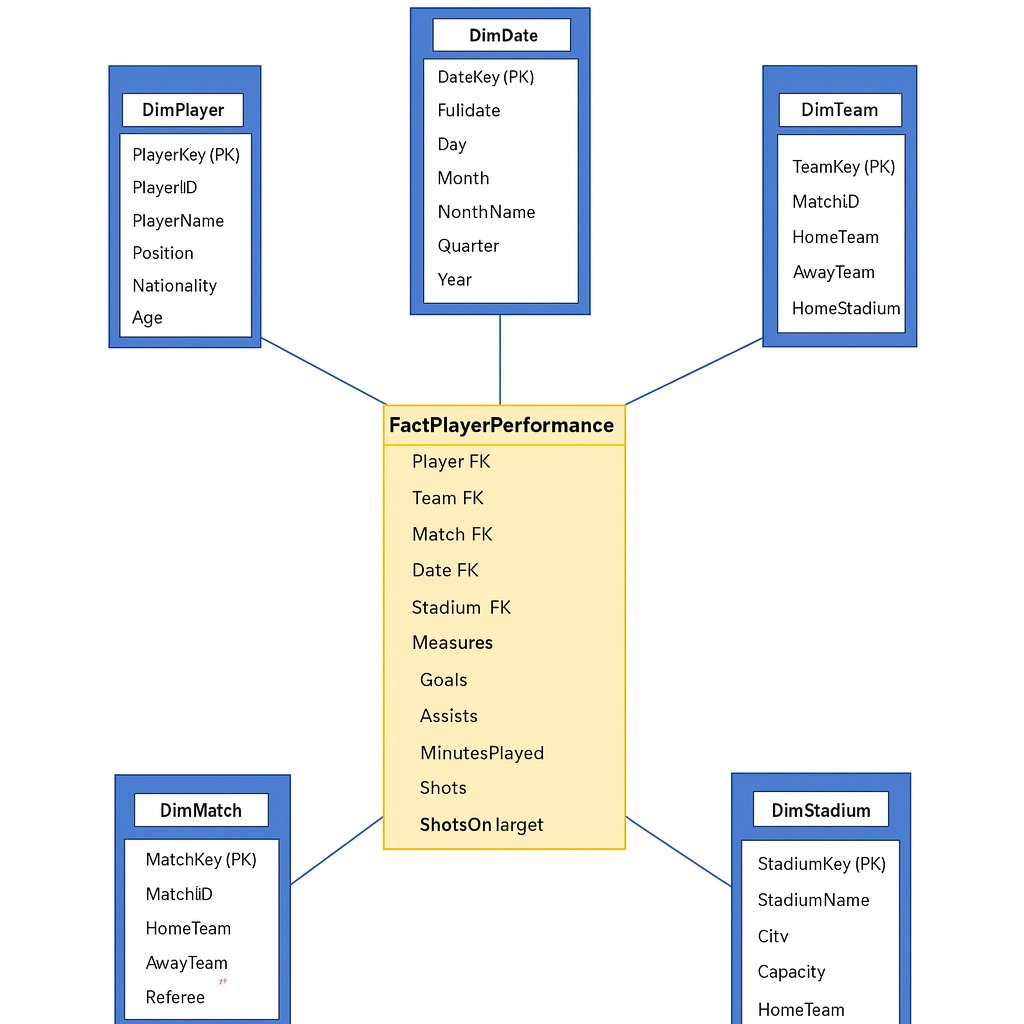 DimDate
DateKey (PK)
Fulidate
Day
Month
NonthName
Quarter
Year
DimPlayer
PlayerKey (PK)
PlayerlID
PlayerName
Position
Nationality
Age
DimTeam
TeamKey (PK)
MatchiD
HomeTeam
AwayTeam
HomeStadium
FactPlayerPerformance
Player FK
Team FK
Match FK
Date FK
Stadium FK
Measures
Goals
Assists
MinutesPlayed
Shots
ShotsOn larget
DimMatch
MatchKey (PK)
MatchliD
HomeTeam
AwayTeam
Referee
DimStadium
StadiumKey (PK)
StadiumName
Citv
Capacity
HomeTeam